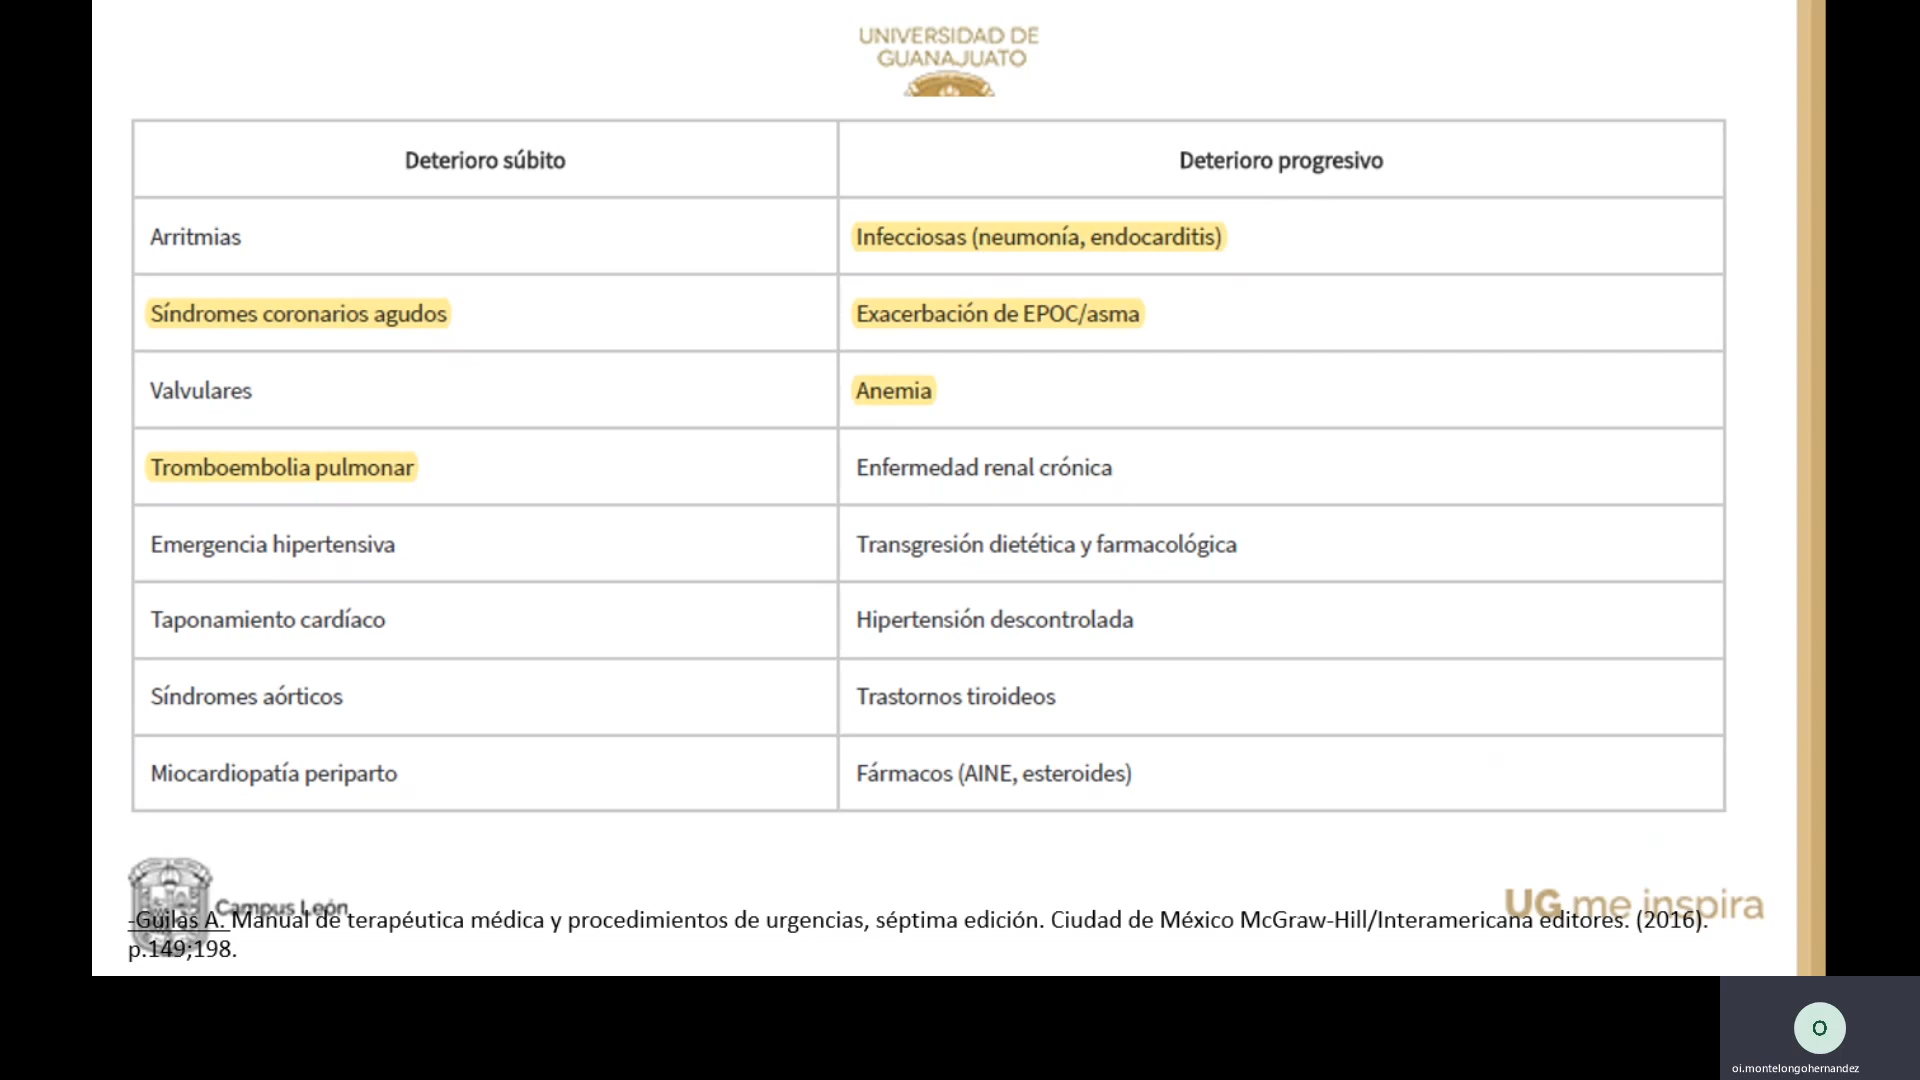 UNIVERSIDAD DE
GUANAJUATO
Deterioro súbito
Deterioro progresivo
Arritmias
Infecciosas (neumonía, endocarditis)
Síndromes coronarios agudos
Exacerbación de EPOC/asma
Valvulares
Anemia
Tromboembolia pulmonar
Enfermedad renal crónica
Emergencia hipertensiva
Transgresión dietética y farmacológica
Taponamiento cardíaco
Hipertensión descontrolada
Síndromes aórticos
Trastornos tiroideos
Miocardiopatía periparto
Fármacos (AINE, esteroides)
Campus León
UG me inspira
-Guilas A. Manual de terapéutica médica y procedimientos de urgencias, séptima edición. Ciudad de México McGraw-Hill/Interamericana editores. (2016).
p.149;198.
O
oi.montelongohernandez